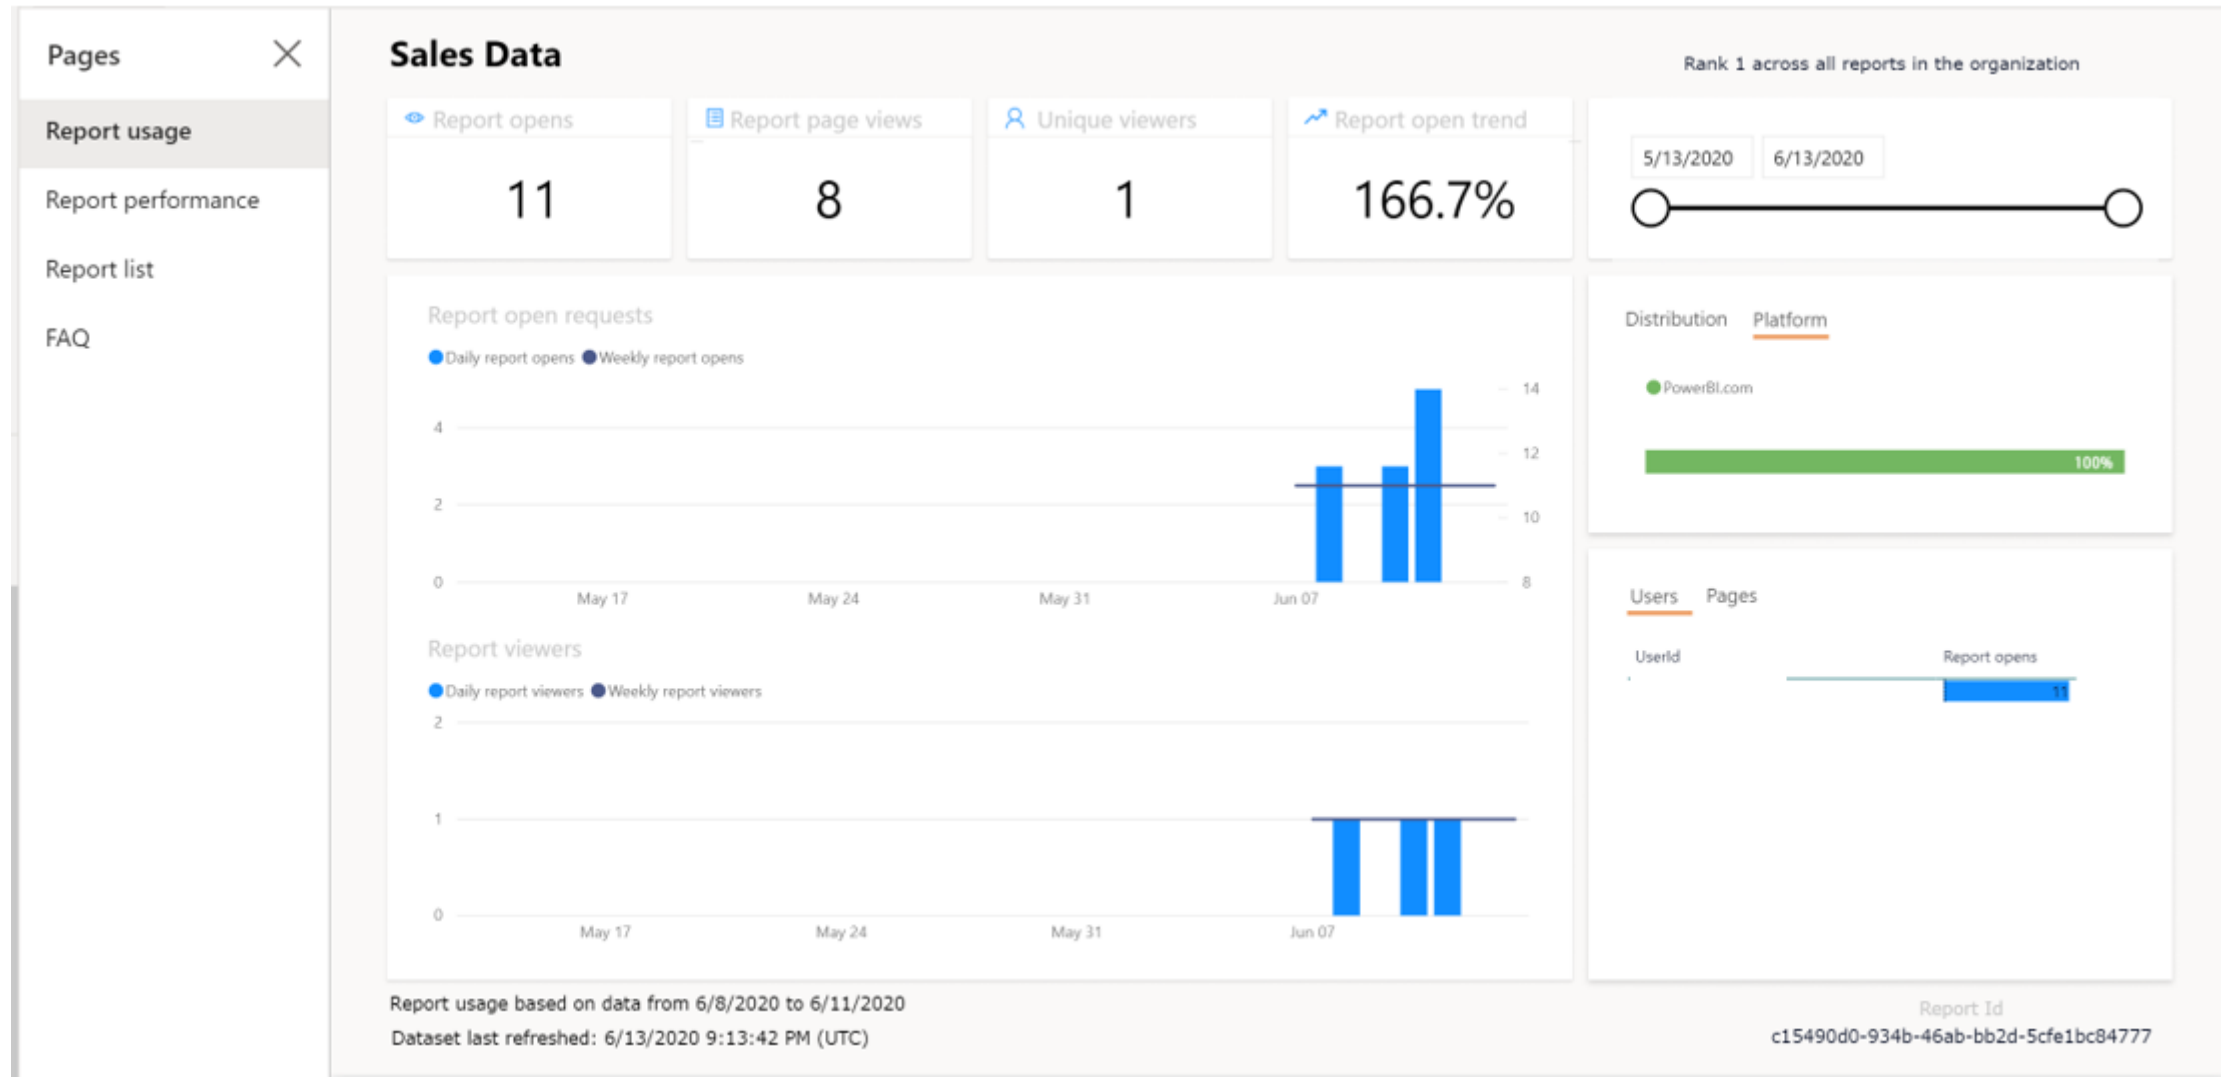 Pages
Report usage
Report performance
Report list
FAQ
Sales Data
Rank 1 across all reports in the organization
Report opens
11
Report page views
8
Unique viewers
1
Report open trend
166.7%
5/13/2020 6/13/2020
Report open requests
Daily report opens Weekly report opens
14
4
12
2
10
0
8
May 17 May 24 May 31 Jun 07
Report viewers
Daily report viewers Weekly report viewers
2
1
0
May 17 May 24 May 31 Jun 07
Distribution Platform
PowerBI.com
100%
Users Pages
UserId Report opens
11
Report usage based on data from 6/8/2020 to 6/11/2020
Dataset last refreshed: 6/13/2020 9:13:42 PM (UTC)
Report Id
c15490d0-934b-46ab-bb2d-5cfe1bc84777